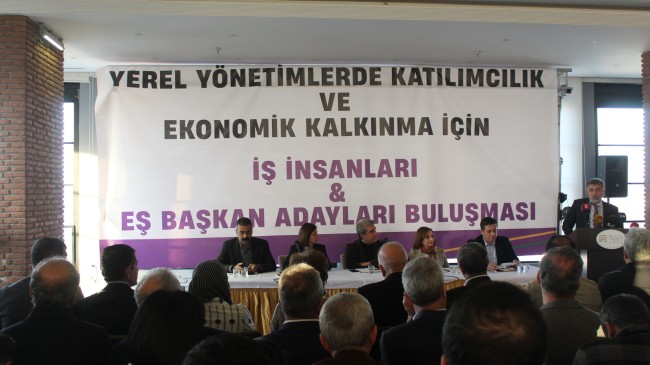 YEREL YÖNETİMLERDE KATILIMCILIK
VE
EKONOMİK KALKINMA İÇİN
İŞ İNSANLARI
&
EŞ BAŞKAN ADAYLARI BULUŞMASI